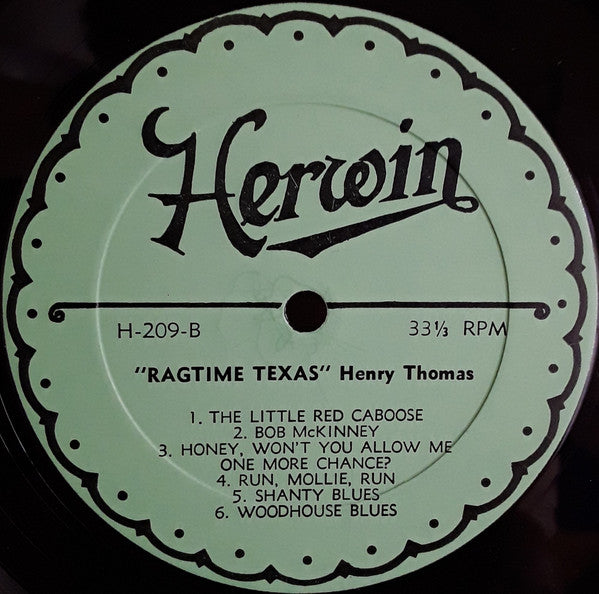 Herwin
H-209-B 33⅓ RPM
"RAGTIME TEXAS" Henry Thomas
1. THE LITTLE RED CABOOSE
2. BOB McKINNEY
3. HONEY, WON'T YOU ALLOW ME
ONE MORE CHANCE?
4. RUN, MOLLIE, RUN
5. SHANTY BLUES
6. WOODHOUSE BLUES